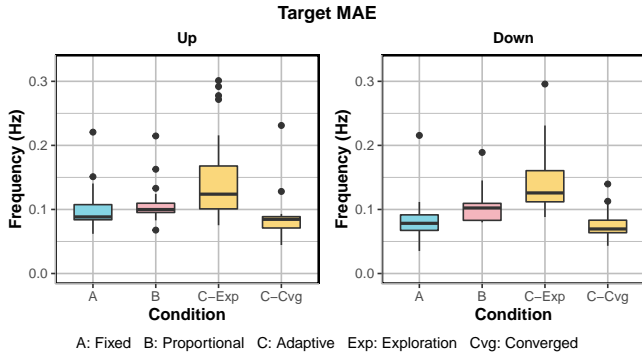 Target MAE
Up
Down
Frequency (Hz)
0.3
0.2
0.1
0.0
A
B
C−Exp
C−Cvg
Condition
Frequency (Hz)
0.3
0.2
0.1
0.0
A
B
C−Exp
C−Cvg
Condition
A: Fixed B: Proportional C: Adaptive Exp: Exploration Cvg: Converged